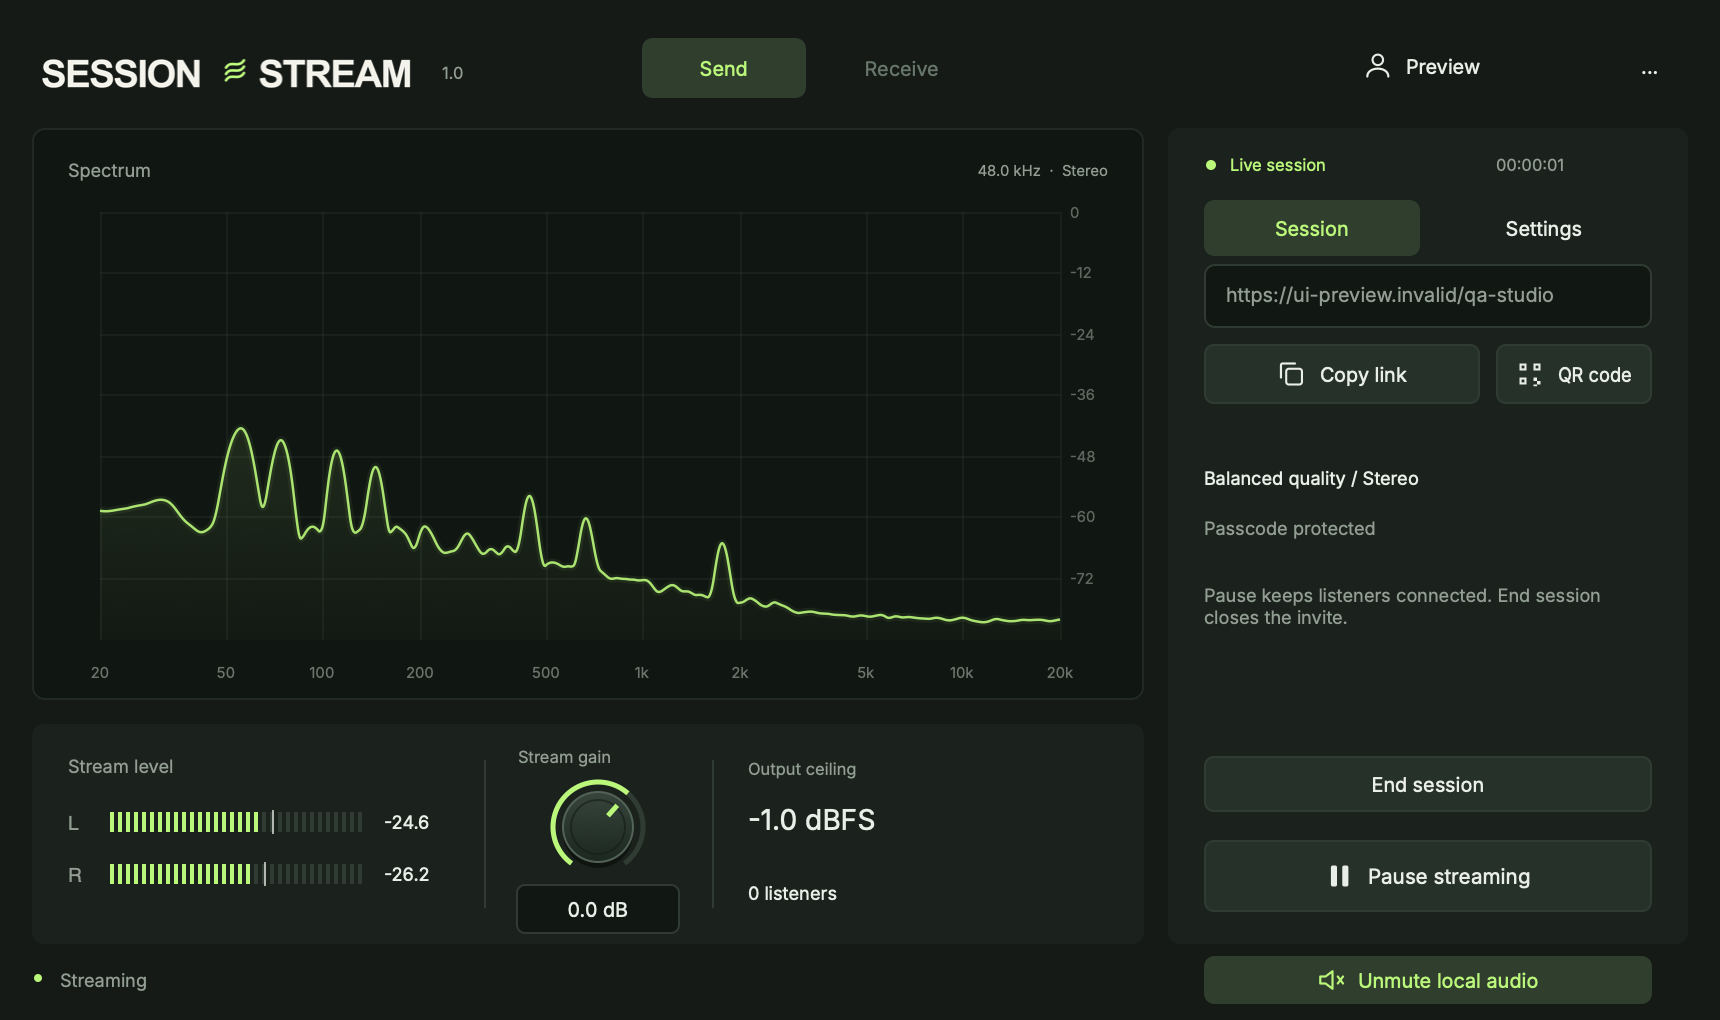 SESSION STREAM 1.0
Send
Receive
Preview
...
Spectrum
48.0 kHz · Stereo
0
-12
-24
-36
-48
-60
-72
20 50 100 200 500 1k 2k 5k 10k 20k
Live session
00:00:01
Session
Settings
https://ui-preview.invalid/qa-studio
Copy link
QR code
Balanced quality / Stereo
Passcode protected
Pause keeps listeners connected. End session
closes the invite.
End session
Pause streaming
Stream level
L -24.6
R -26.2
Stream gain
0.0 dB
Output ceiling
-1.0 dBFS
0 listeners
Streaming
Unmute local audio